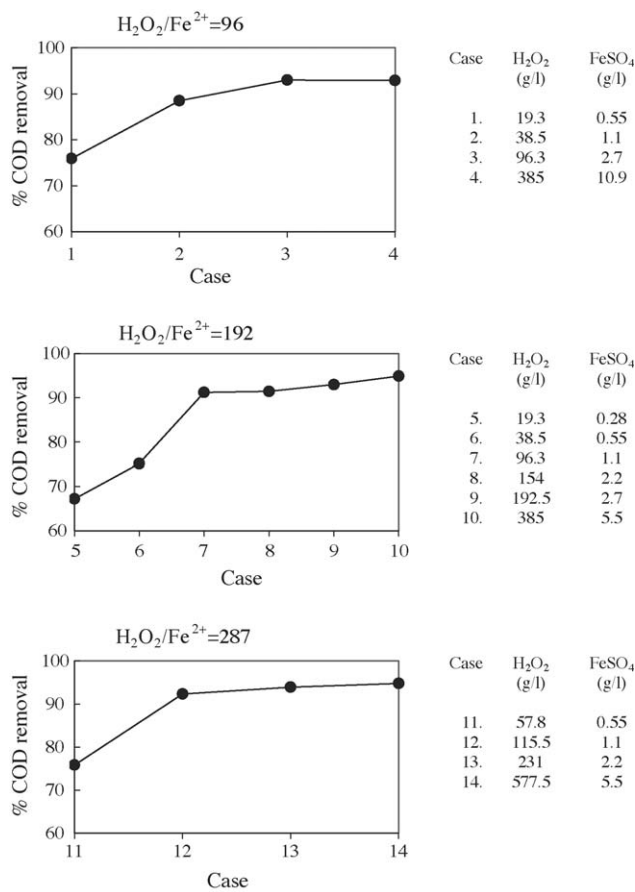 H₂O₂/Fe²⁺=96
% COD removal
100
90
80
70
60
1 2 3 4
Case
Case H₂O₂ FeSO₄
(g/l) (g/l)
1. 19.3 0.55
2. 38.5 1.1
3. 96.3 2.7
4. 385 10.9
H₂O₂/Fe²⁺=192
% COD removal
100
90
80
70
60
5 6 7 8 9 10
Case
Case H₂O₂ FeSO₄
(g/l) (g/l)
5. 19.3 0.28
6. 38.5 0.55
7. 96.3 1.1
8. 154 2.2
9. 192.5 2.7
10. 385 5.5
H₂O₂/Fe²⁺=287
% COD removal
100
90
80
70
60
11 12 13 14
Case
Case H₂O₂ FeSO₄
(g/l) (g/l)
11. 57.8 0.55
12. 115.5 1.1
13. 231 2.2
14. 577.5 5.5